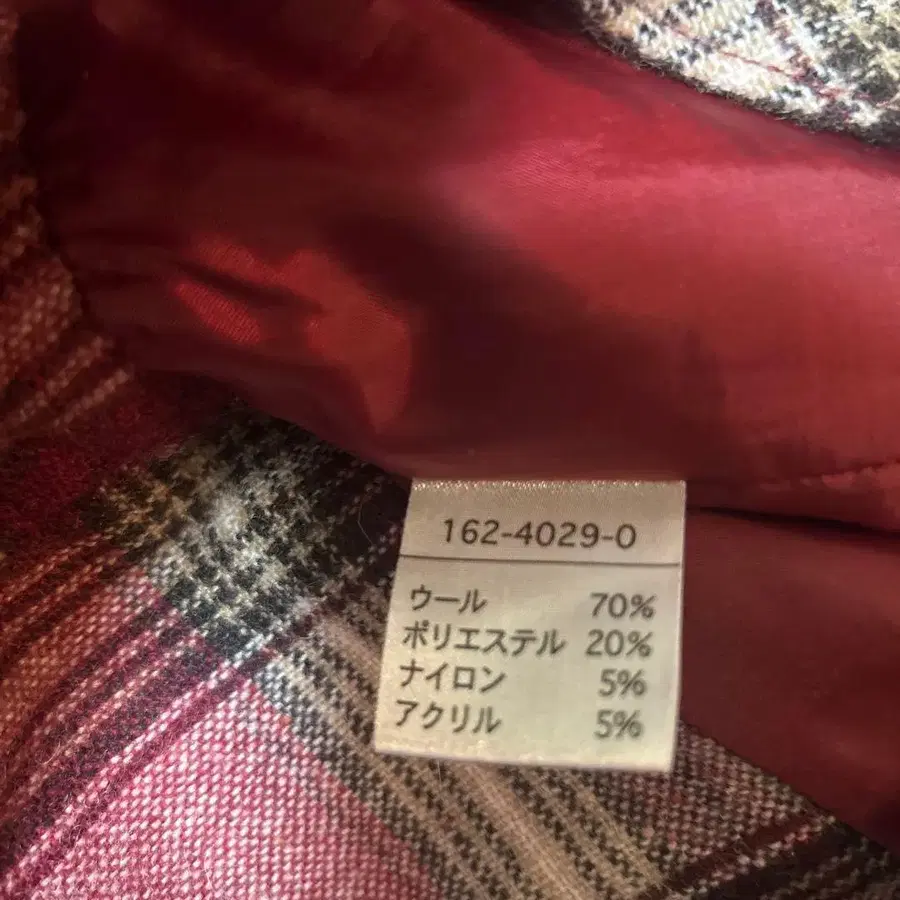 162-4029-0
ウール 70%
ポリエステル 20%
ナイロン 5%
アクリル 5%